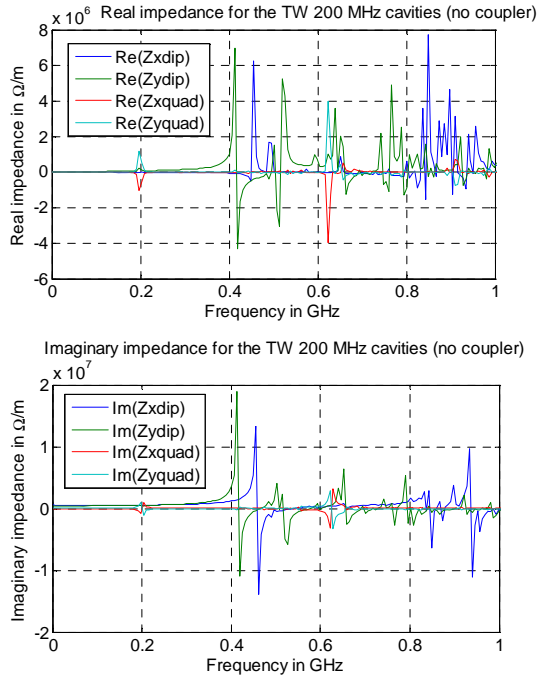 Real impedance for the TW 200 MHz cavities (no coupler)
x 10^6
8
6
4
2
0
-2
-4
-6
0
0.2
0.4
0.6
0.8
1
Re(Zxdip)
Re(Zydip)
Re(Zxquad)
Re(Zyquad)
Real impedance in Ω/m
Frequency in GHz
Imaginary impedance for the TW 200 MHz cavities (no coupler)
x 10^7
2
1
0
-1
-2
0
0.2
0.4
0.6
0.8
1
Im(Zxdip)
Im(Zydip)
Im(Zxquad)
Im(Zyquad)
Imaginary impedance in Ω/m
Frequency in GHz